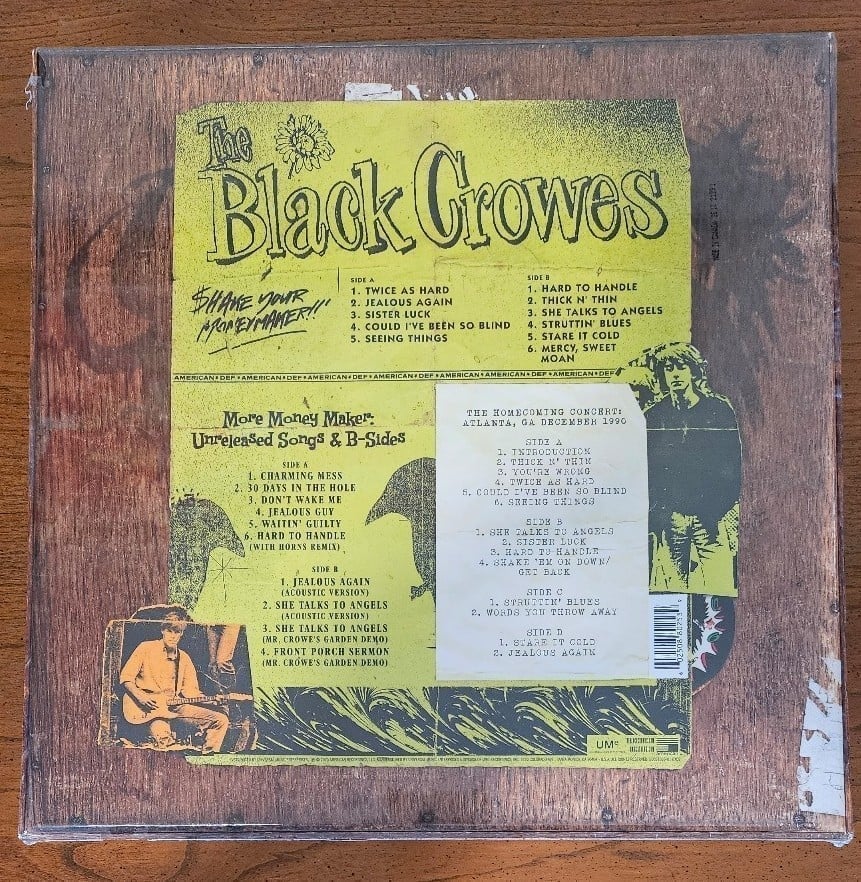 The
Black Crowes
$HAKE YOUR
MONEYMAKER!!!
SIDE A
1. TWICE AS HARD
2. JEALOUS AGAIN
3. SISTER LUCK
4. COULD I'VE BEEN SO BLIND
5. SEEING THINGS
SIDE B
1. HARD TO HANDLE
2. THICK N' THIN
3. SHE TALKS TO ANGELS
4. STRUTTIN' BLUES
5. STARE IT COLD
6. MERCY, SWEET
MOAN
AMERICAN • DEF • AMERICAN • DEF • AMERICAN • DEF • AMERICAN • DEF • AMERICAN • DEF • AMERICAN • DEF • AMERICAN • DEF
More Money Maker:
Unreleased Songs & B-Sides
SIDE A
1. CHARMING MESS
2. 30 DAYS IN THE HOLE
3. DON'T WAKE ME
4. JEALOUS GUY
5. WAITIN' GUILTY
6. HARD TO HANDLE
(WITH HORNS REMIX)
SIDE B
1. JEALOUS AGAIN
(ACOUSTIC VERSION)
2. SHE TALKS TO ANGELS
(ACOUSTIC VERSION)
3. SHE TALKS TO ANGELS
(MR. CROWE'S GARDEN DEMO)
4. FRONT PORCH SERMON
(MR. CROWE'S GARDEN DEMO)
THE HOMECOMING CONCERT:
ATLANTA, GA DECEMBER 1990
SIDE A
1. INTRODUCTION
2. THICK N' THIN
3. YOU'RE WRONG
4. TWICE AS HARD
5. COULD I'VE BEEN SO BLIND
6. SEEING THINGS
SIDE B
1. SHE TALKS TO ANGELS
2. SISTER LUCK
3. HARD TO HANDLE
4. SHAKE 'EM ON DOWN/
GET BACK
SIDE C
1. STRUTTIN' BLUES
2. WORDS YOU THROW AWAY
SIDE D
1. STARE IT COLD
2. JEALOUS AGAIN
UMe